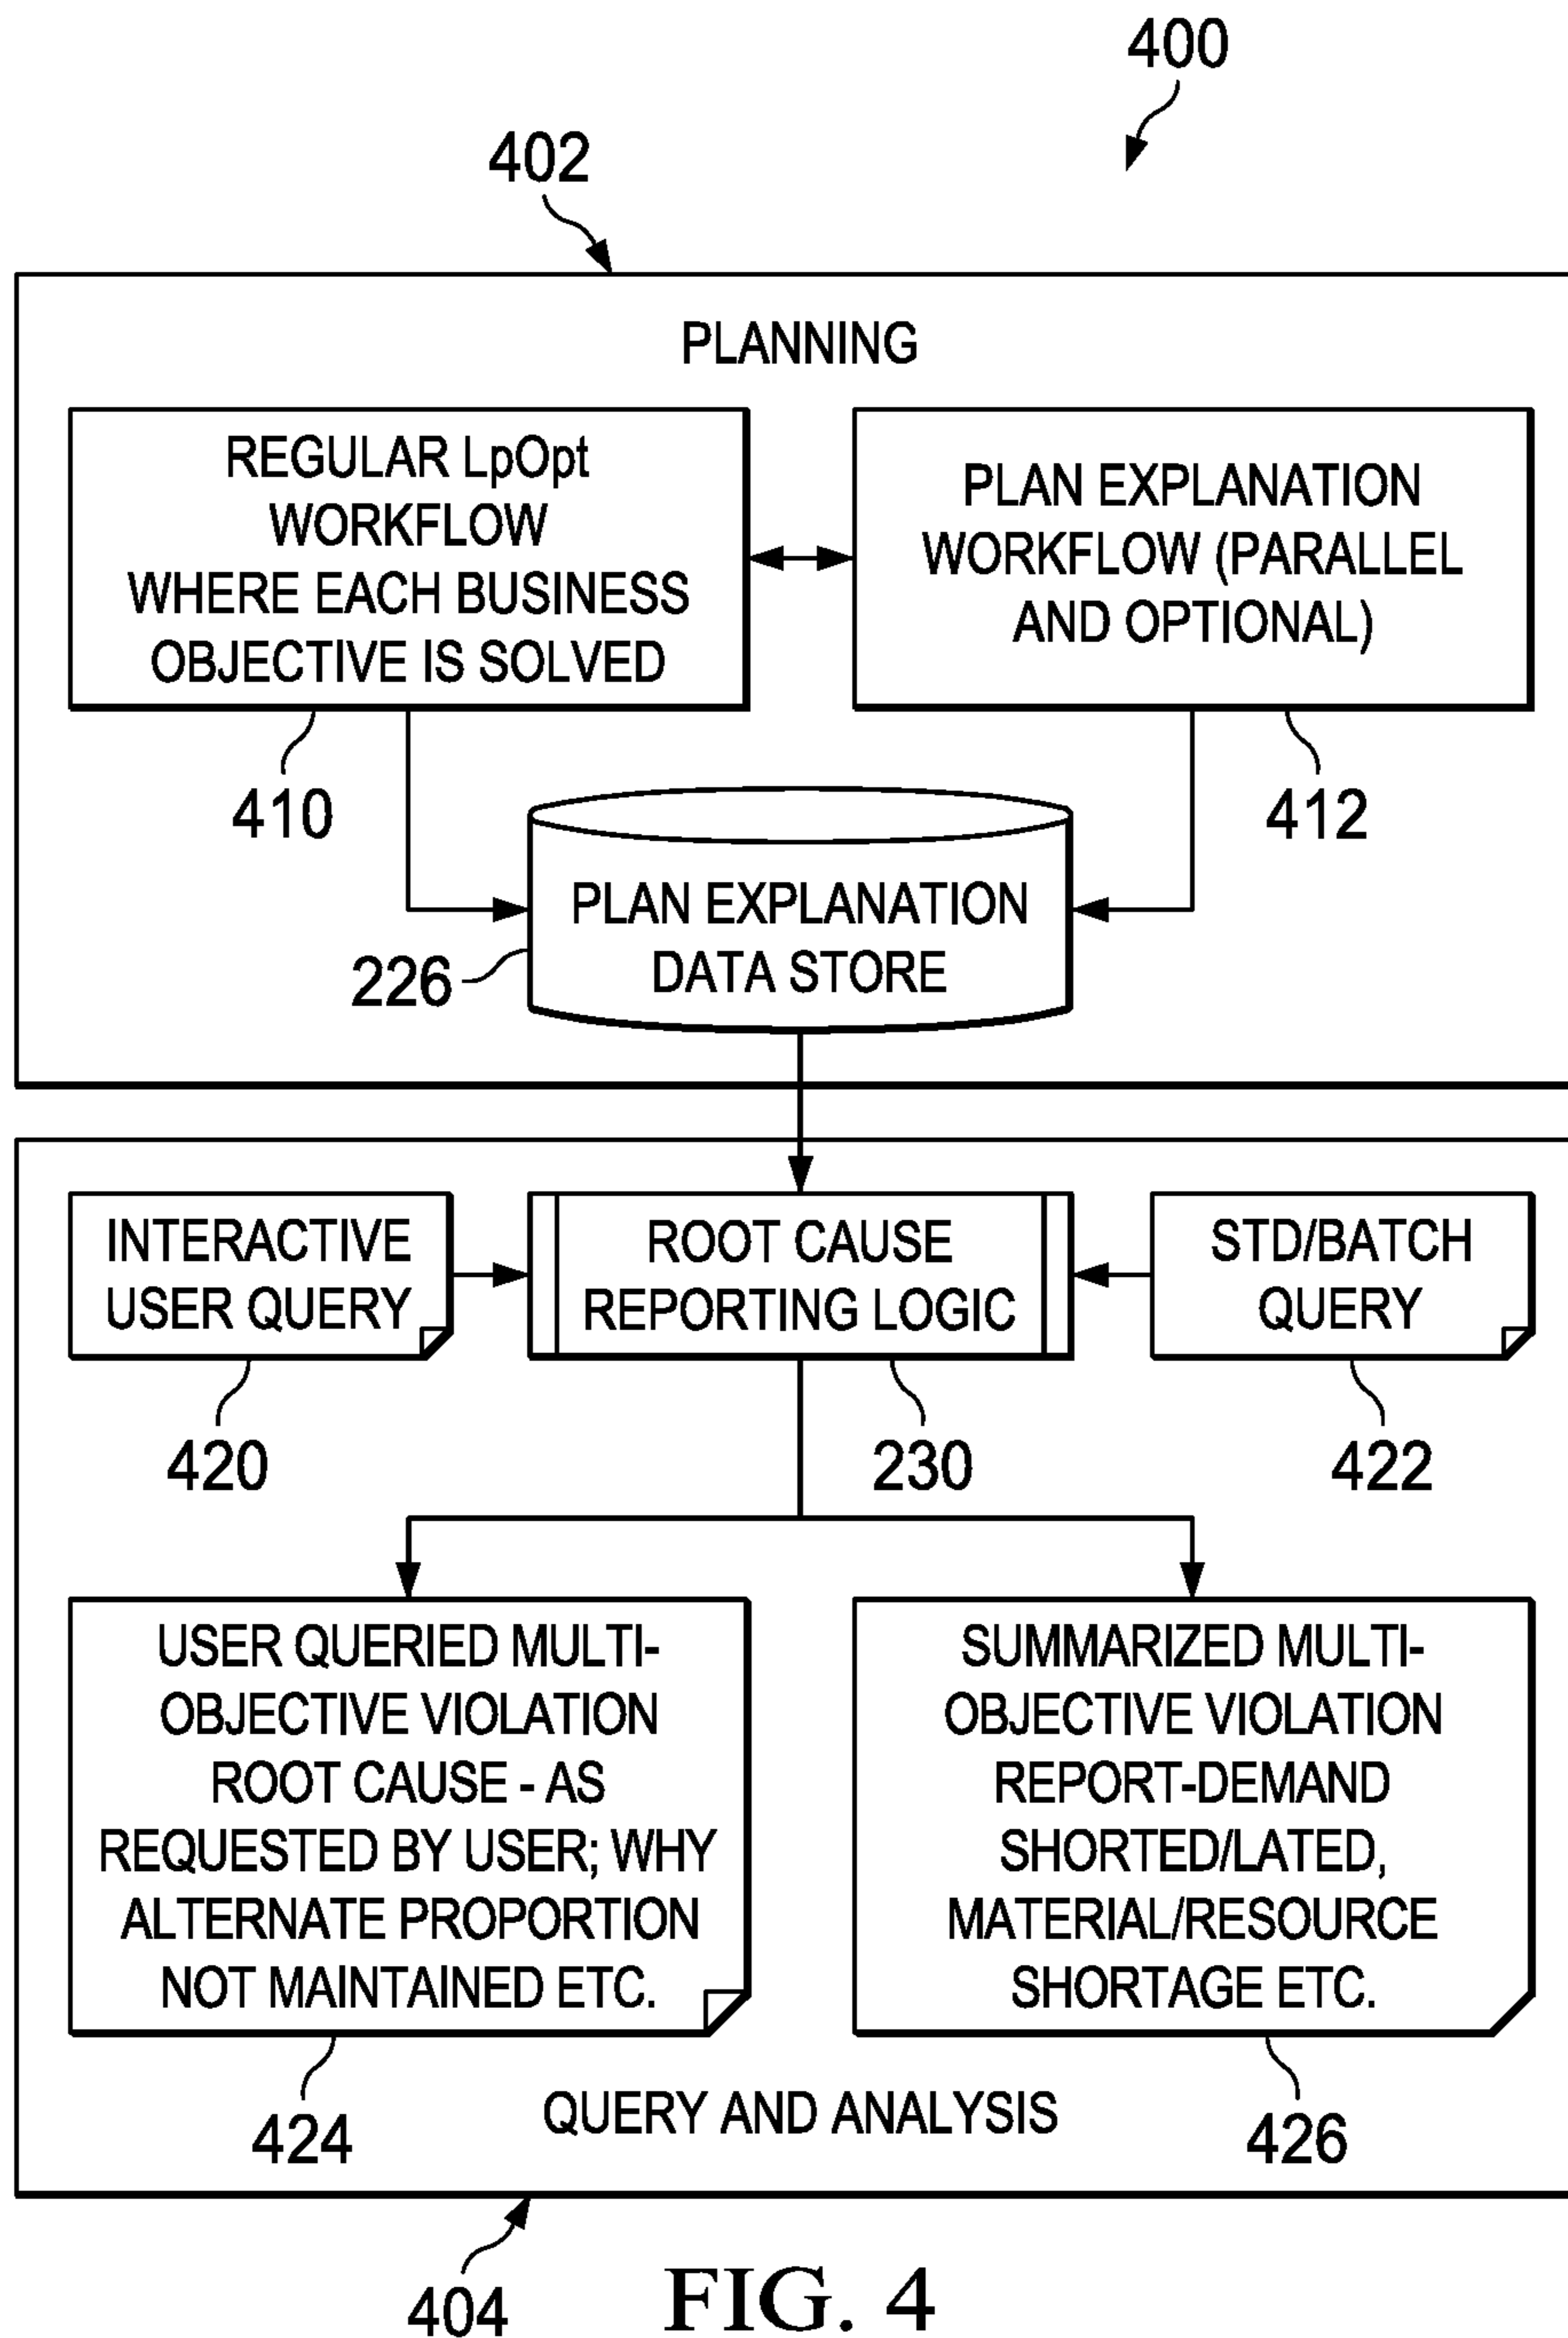 400
402
PLANNING
REGULAR LpOpt
WORKFLOW
WHERE EACH BUSINESS
OBJECTIVE IS SOLVED
PLAN EXPLANATION
WORKFLOW (PARALLEL
AND OPTIONAL)
410
412
PLAN EXPLANATION
DATA STORE
226
INTERACTIVE
USER QUERY
ROOT CAUSE
REPORTING LOGIC
STD/BATCH
QUERY
420
230
422
USER QUERIED MULTI-
OBJECTIVE VIOLATION
ROOT CAUSE - AS
REQUESTED BY USER; WHY
ALTERNATE PROPORTION
NOT MAINTAINED ETC.
SUMMARIZED MULTI-
OBJECTIVE VIOLATION
REPORT-DEMAND
SHORTED/LATED,
MATERIAL/RESOURCE
SHORTAGE ETC.
424
QUERY AND ANALYSIS
426
404
FIG. 4